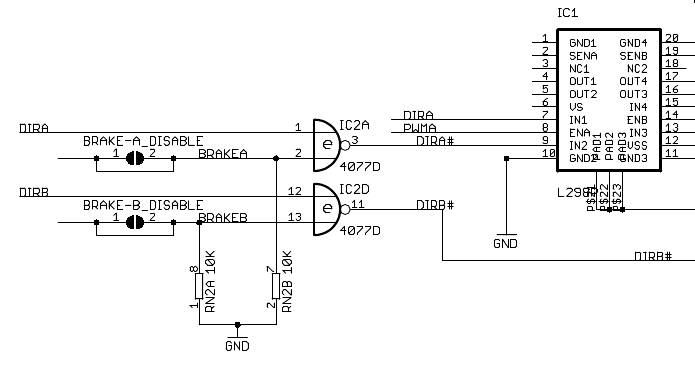 IC1
1 GND1 GND4 20
2 SENA SENB 19
3 NC1 NC2 18
4 OUT1 OUT4 17
5 OUT2 OUT3 16
6 VS IN4 15
DIRA 7 IN1 ENB 14
PWMA 8 ENA IN3 13
DIRA# 9 IN2 VSS 12
10 GND2 GND3 11
PAD1 PAD2 PAD3
P$22 P$23
DIRA 1 IC2A
BRAKE-A_DISABLE e 3
1 2 BRAKEA 2
4077D
DIRB 12 IC2D
BRAKE-B_DISABLE e 11 DIRB#
1 2 BRAKEB 13
4077D
GND
DIRB#
8 RN2A 10K 1
7 RN2B 10K 2
GND